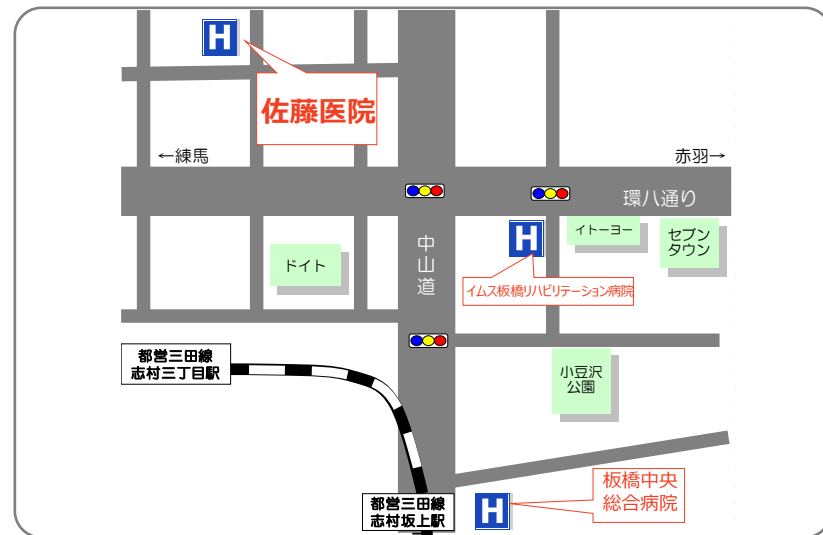 H
佐藤医院
←練馬
赤羽→
環八通り
中山道
H
イトーヨー
セブン
タウン
ドイト
イムス板橋リハビリテーション病院
都営三田線
志村三丁目駅
小豆沢
公園
板橋中央
総合病院
都営三田線
志村坂上駅
H